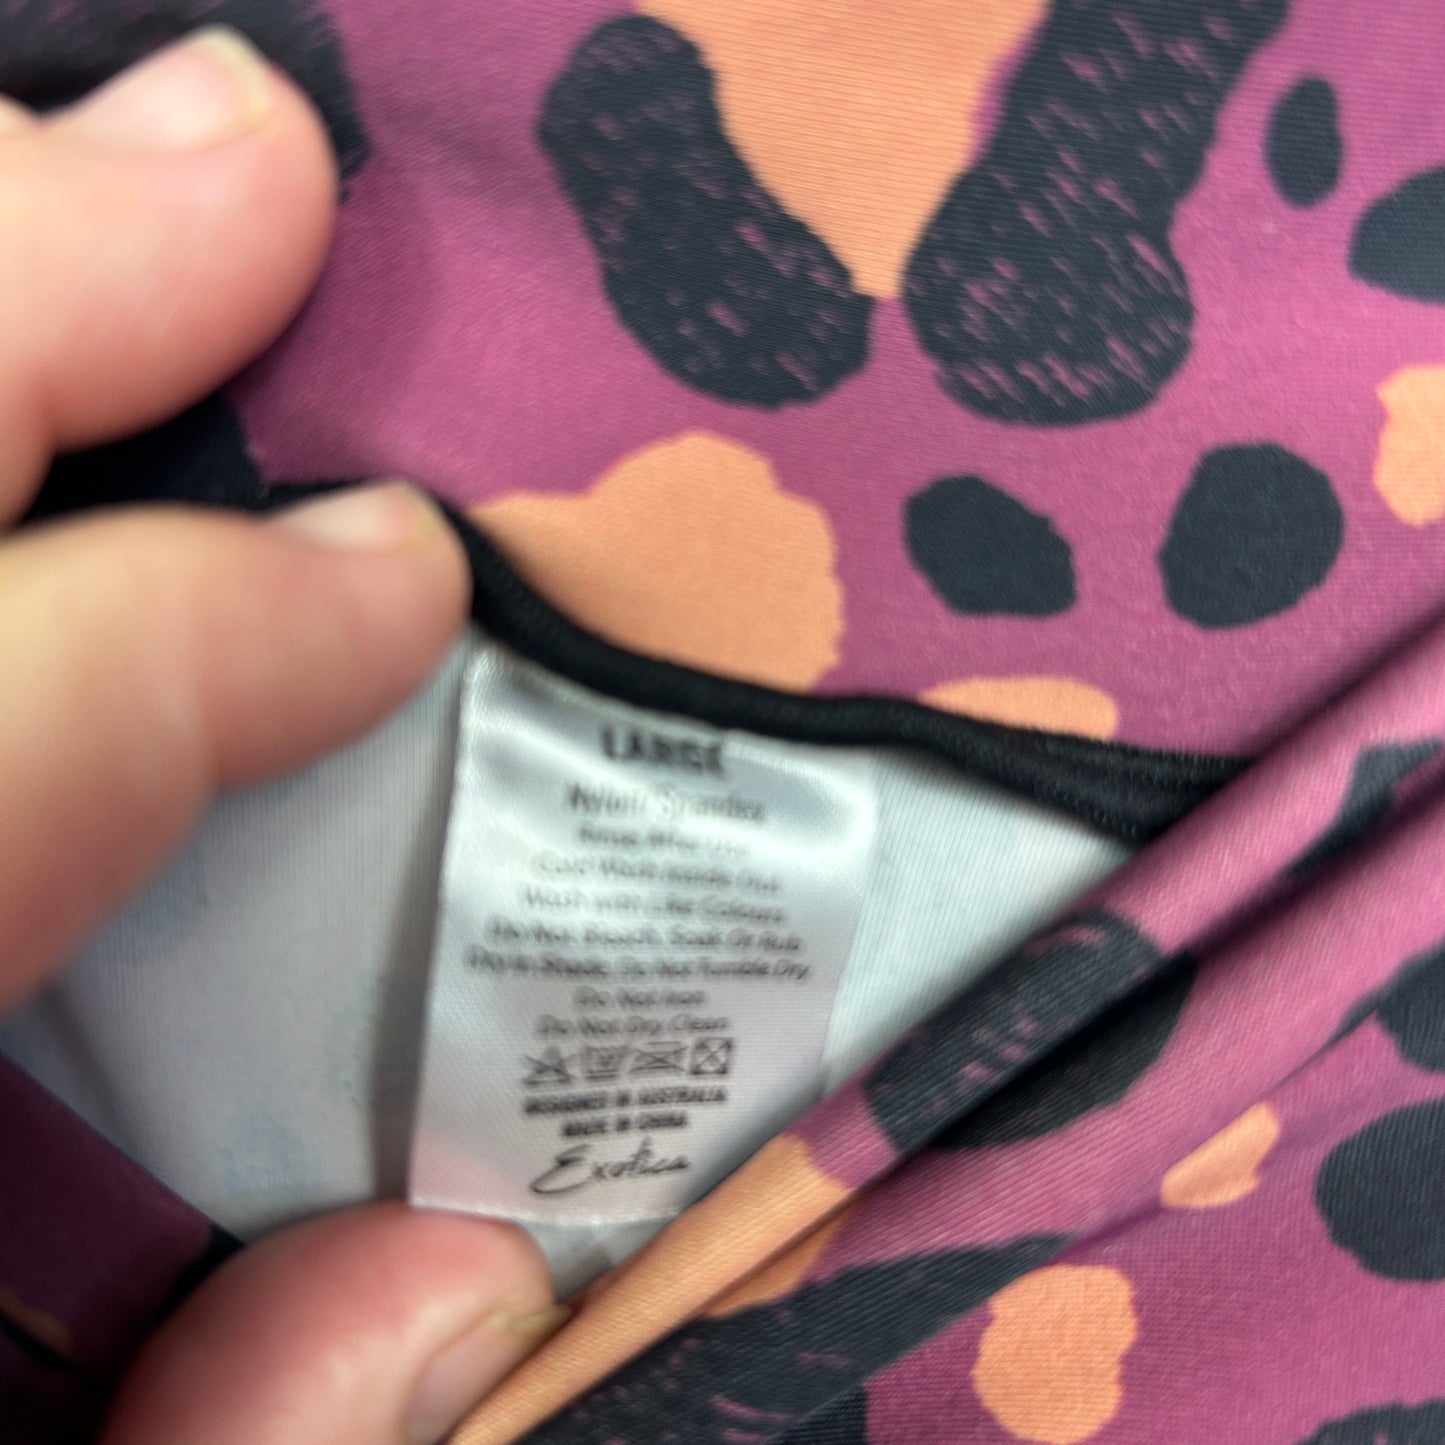 LARGE
Nylon/Spandex
Rinse After Use
Cold Wash Inside Out
Wash with Like Colours
Do Not Bleach, Soak Or Rub
Dry In Shade, Do Not Tumble Dry
Do Not Iron
Do Not Dry Clean
DESIGNED IN AUSTRALIA
MADE IN CHINA
Exotica